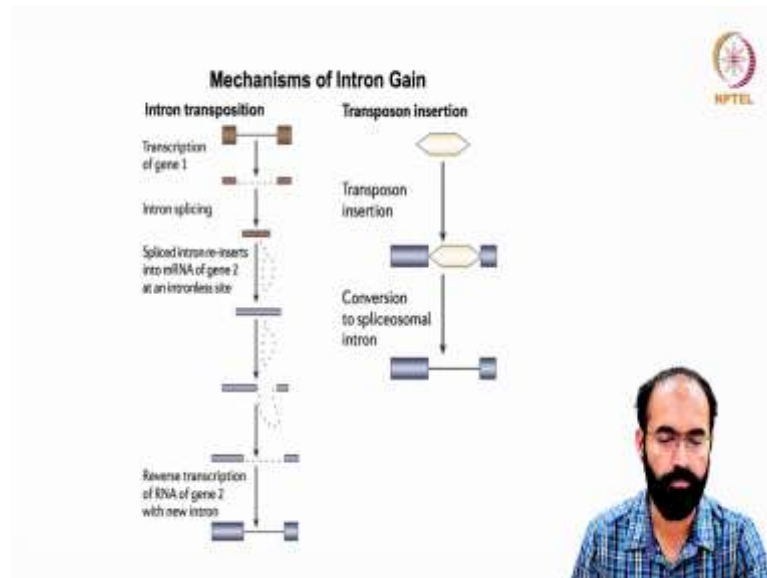 Mechanisms of Intron Gain
Intron transposition
Transcription
of gene 1
Intron splicing
Spliced intron re-inserts
into mRNA of gene 2
at an intronless site
Reverse transcription
of RNA of gene 2
with new intron
Transposon insertion
Transposon
insertion
Conversion
to spliceosomal
intron
NPTEL